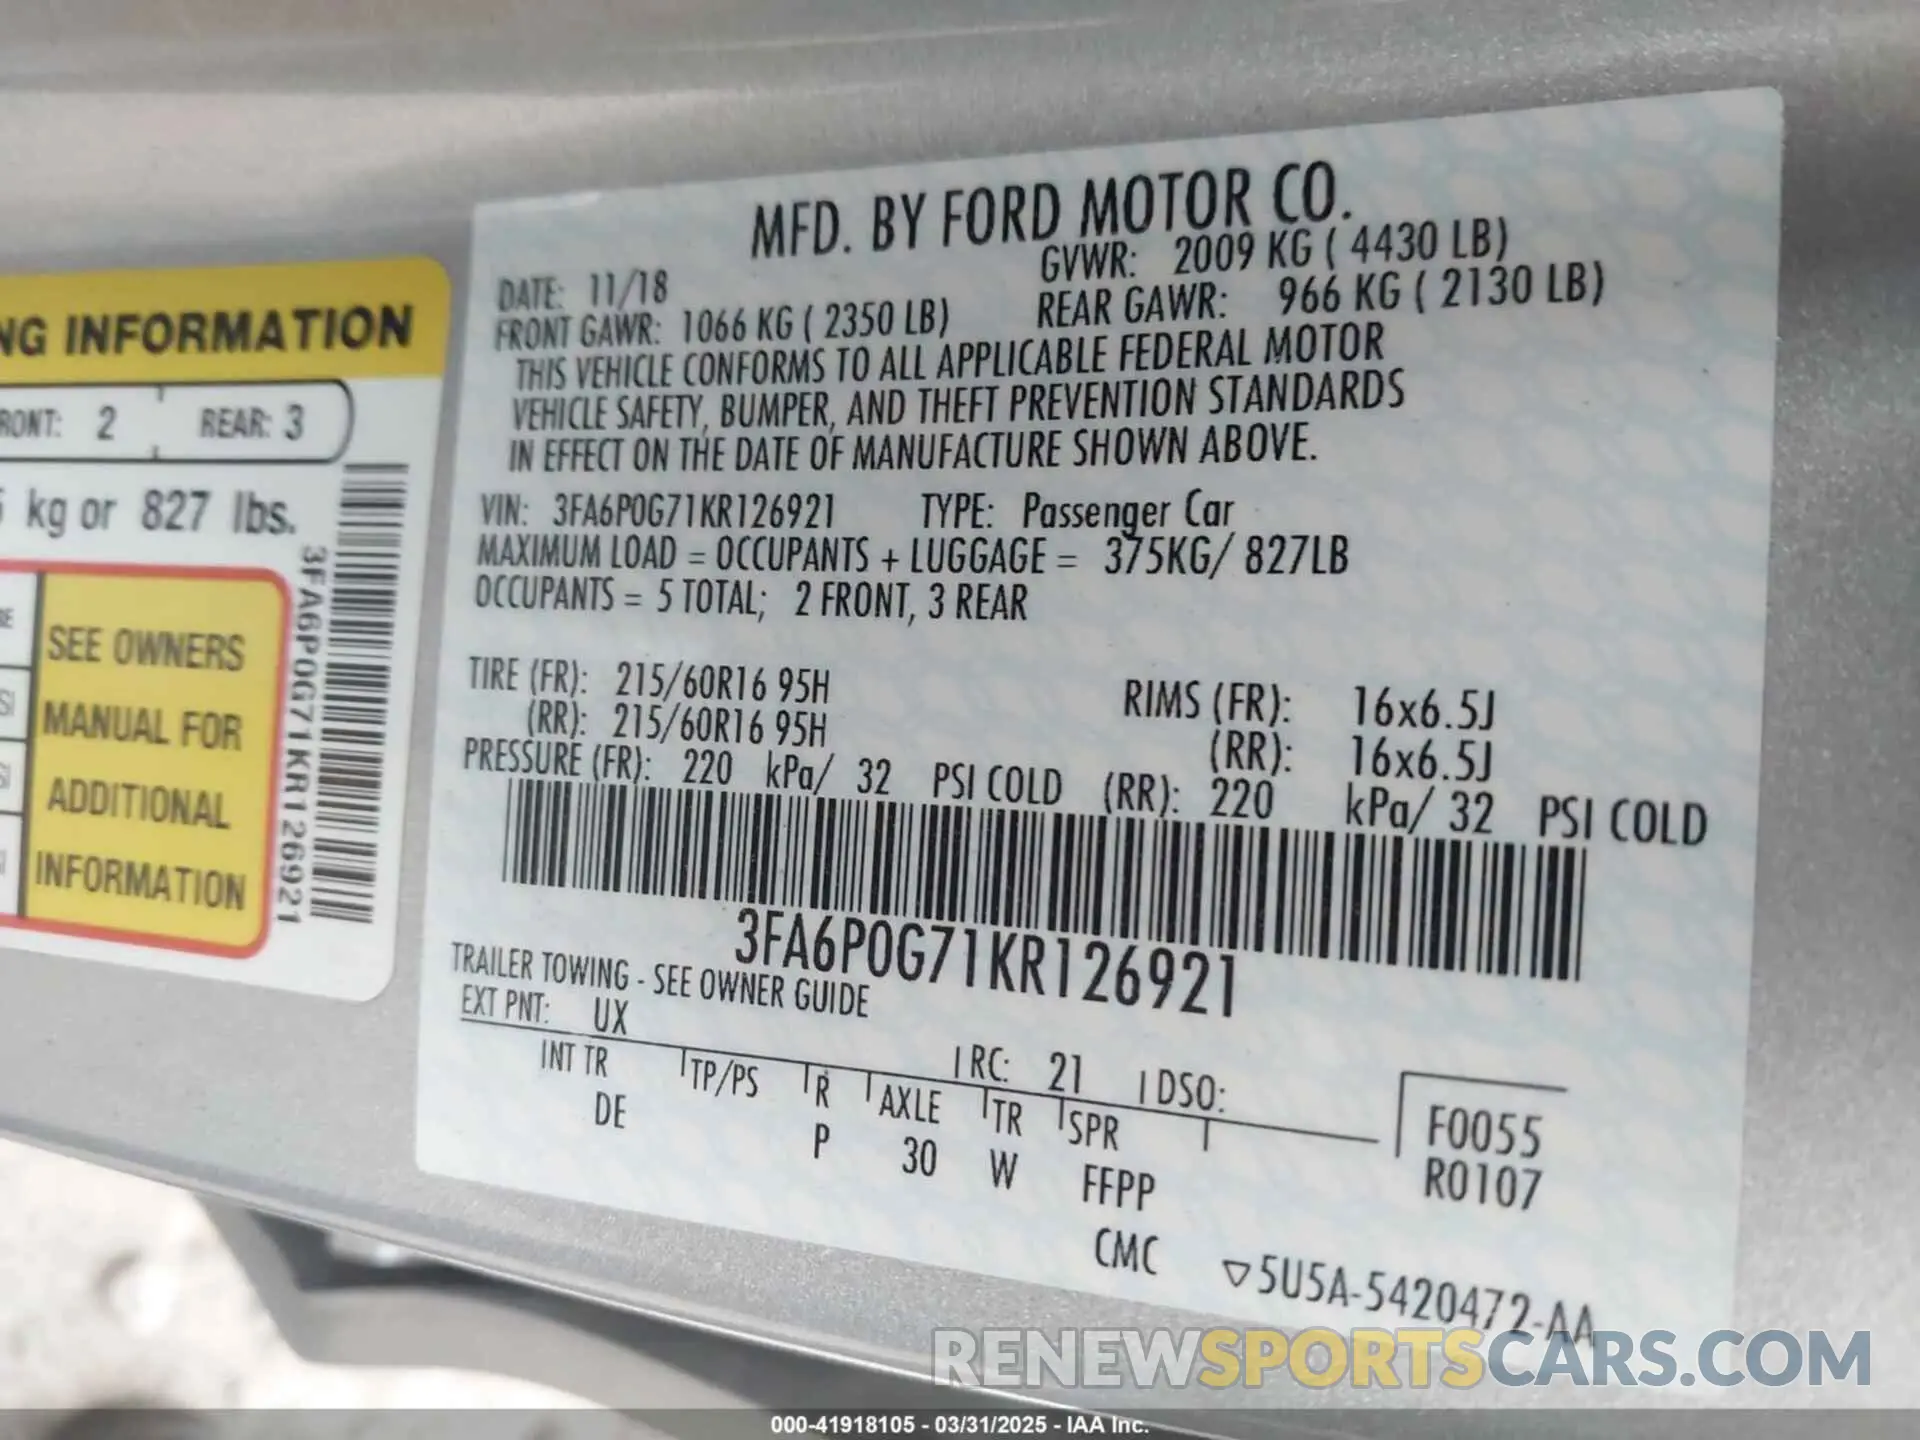 NG INFORMATION
RONT: 2 REAR: 3
kg or 827 lbs.
SEE OWNERS
MANUAL FOR
ADDITIONAL
INFORMATION
3FA6P0G71KR126921
MFD. BY FORD MOTOR CO.
DATE: 11/18 GVWR: 2009 KG ( 4430 LB)
FRONT GAWR: 1066 KG ( 2350 LB) REAR GAWR: 966 KG ( 2130 LB)
THIS VEHICLE CONFORMS TO ALL APPLICABLE FEDERAL MOTOR
VEHICLE SAFETY, BUMPER, AND THEFT PREVENTION STANDARDS
IN EFFECT ON THE DATE OF MANUFACTURE SHOWN ABOVE.
VIN: 3FA6P0G71KR126921 TYPE: Passenger Car
MAXIMUM LOAD = OCCUPANTS + LUGGAGE = 375KG/ 827LB
OCCUPANTS = 5 TOTAL; 2 FRONT, 3 REAR
TIRE (FR): 215/60R16 95H RIMS (FR): 16x6.5J
(RR): 215/60R16 95H (RR): 16x6.5J
PRESSURE (FR): 220 kPa/ 32 PSI COLD (RR): 220 kPa/ 32 PSI COLD
3FA6P0G71KR126921
TRAILER TOWING - SEE OWNER GUIDE
EXT PNT: UX RC: 21 DSO:
INT TR TP/PS R AXLE TR SPR F0055
DE P 30 W FFPP R0107
CMC ▽5U5A-5420472-AA
RENEWSPORTSCARS.COM
000-41918105 - 03/31/2025 - IAA Inc.